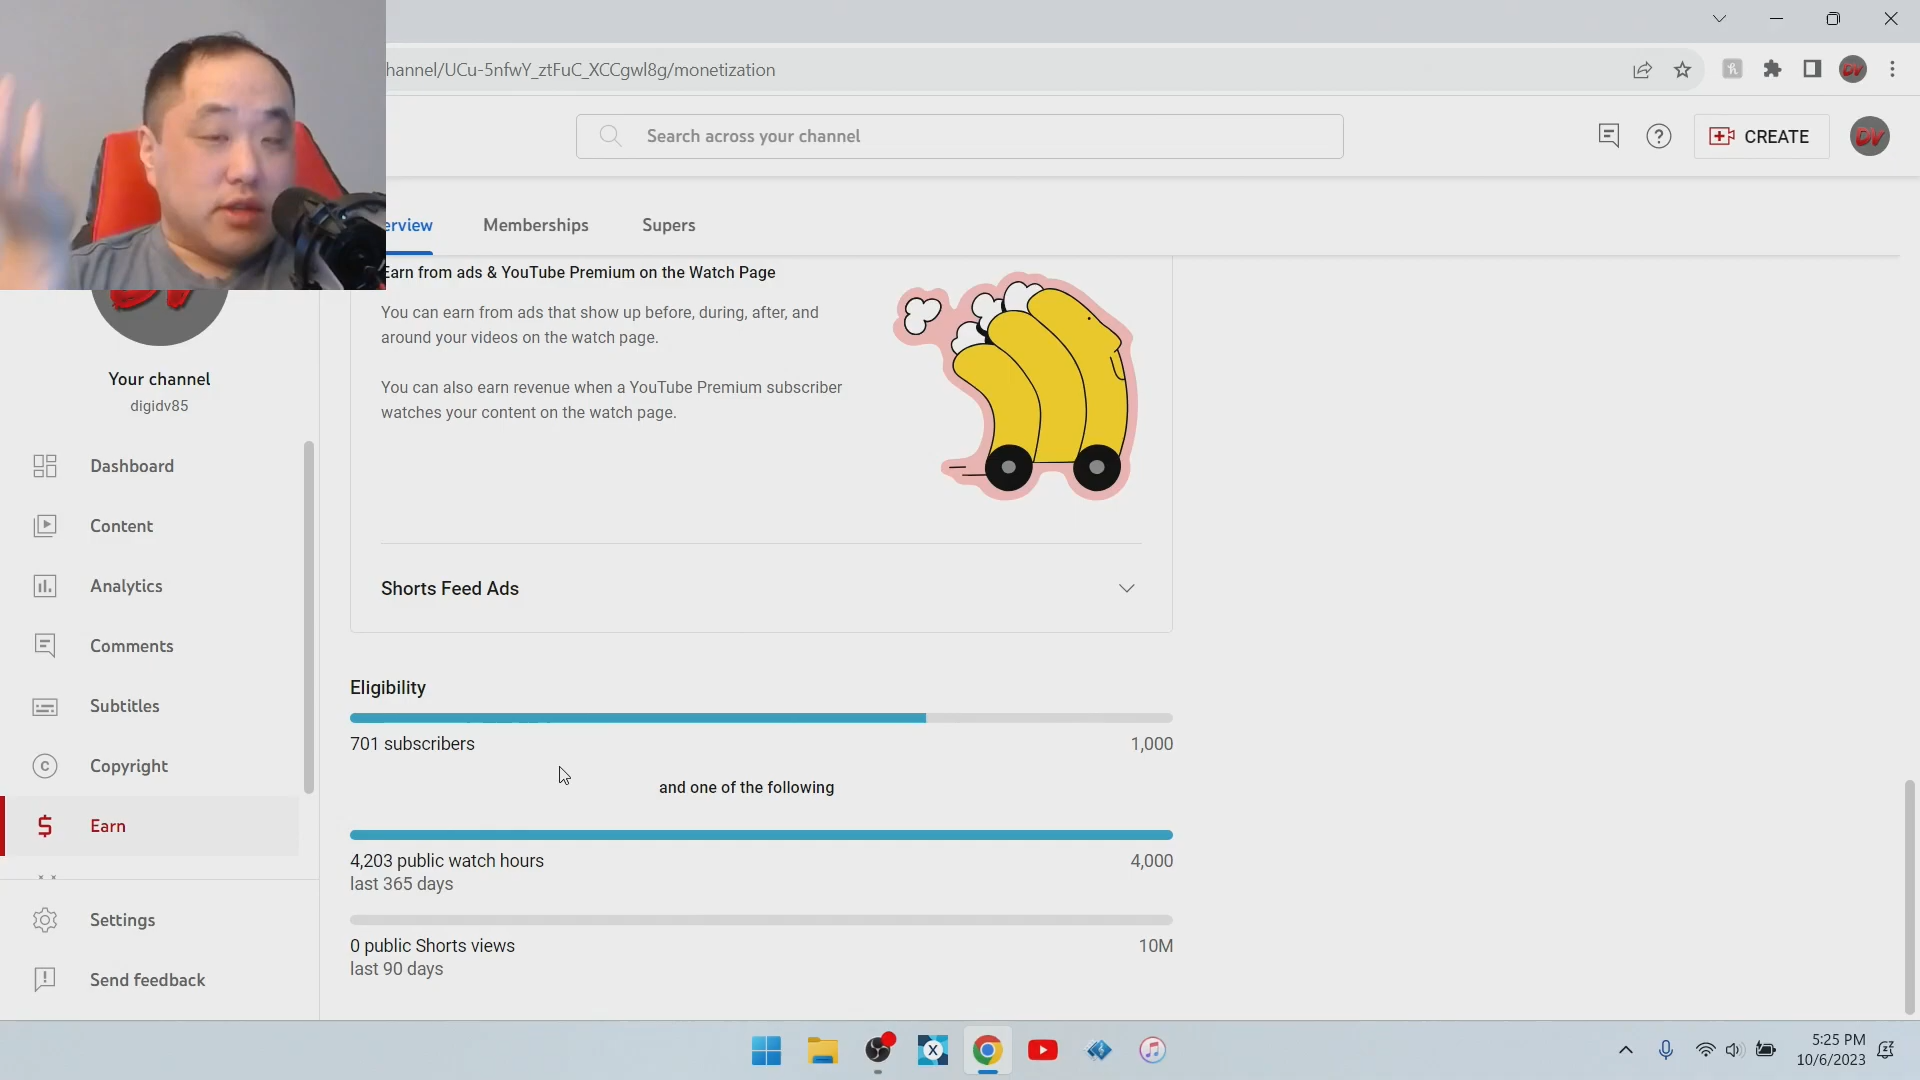 hannel/UCu-5nfwY_ztFuC_XCCgwl8g/monetization
Search across your channel
CREATE
DV
erview
Memberships
Supers
Earn from ads & YouTube Premium on the Watch Page
You can earn from ads that show up before, during, after, and
around your videos on the watch page.
You can also earn revenue when a YouTube Premium subscriber
watches your content on the watch page.
Shorts Feed Ads
Your channel
digidv85
Dashboard
Content
Analytics
Comments
Subtitles
Copyright
Earn
Settings
Send feedback
Eligibility
701 subscribers
1,000
and one of the following
4,203 public watch hours
4,000
last 365 days
0 public Shorts views
10M
last 90 days
5:25 PM
10/6/2023